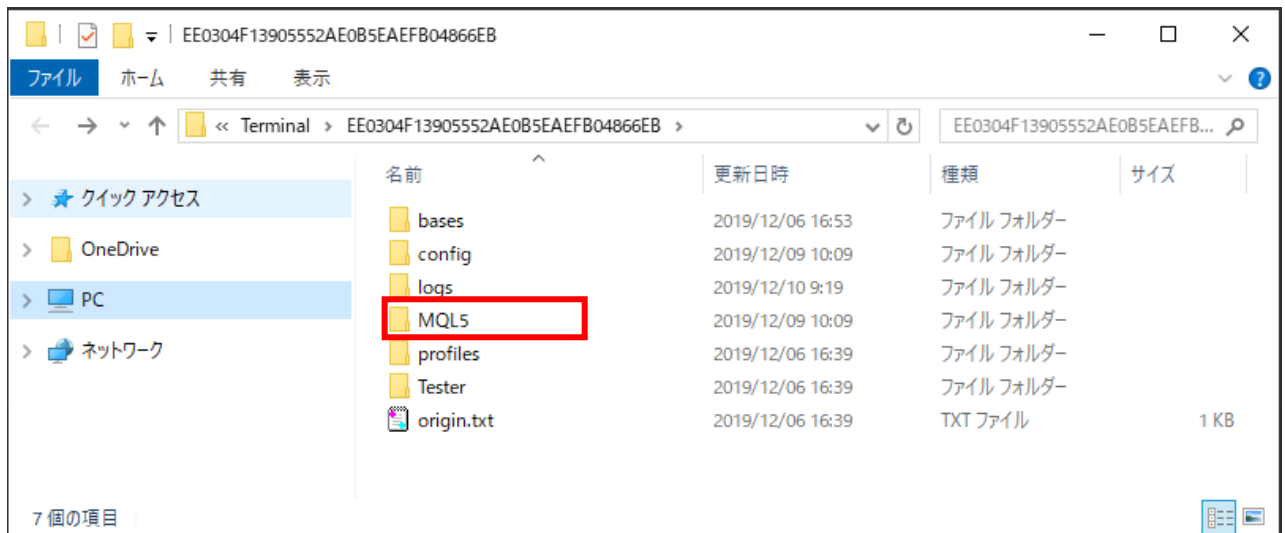 EE0304F13905552AE0B5EAEFB04866EB
ファイル ホーム 共有 表示
« Terminal › EE0304F13905552AE0B5EAEFB04866EB › EE0304F13905552AE0B5EAEFB...
名前 更新日時 種類 サイズ
クイック アクセス
OneDrive
PC
ネットワーク
bases 2019/12/06 16:53 ファイル フォルダー
config 2019/12/09 10:09 ファイル フォルダー
logs 2019/12/10 9:19 ファイル フォルダー
MQL5 2019/12/09 10:09 ファイル フォルダー
profiles 2019/12/06 16:39 ファイル フォルダー
Tester 2019/12/06 16:39 ファイル フォルダー
origin.txt 2019/12/06 16:39 TXT ファイル 1 KB
7 個の項目